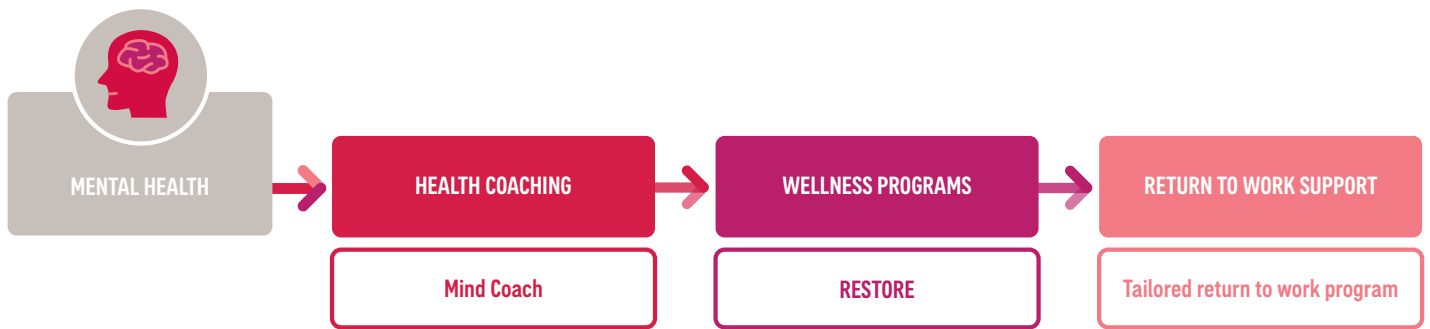 MENTAL HEALTH
HEALTH COACHING
WELLNESS PROGRAMS
RETURN TO WORK SUPPORT
Mind Coach
RESTORE
Tailored return to work program